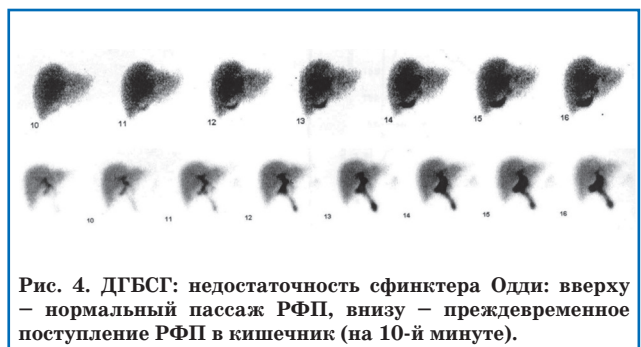 10 11 12 13 14 15 16
10 11 12 13 14 15 16
Рис. 4. ДГБСГ: недостаточность сфинктера Одди: вверху
– нормальный пассаж РФП, внизу – преждевременное
поступление РФП в кишечник (на 10-й минуте).